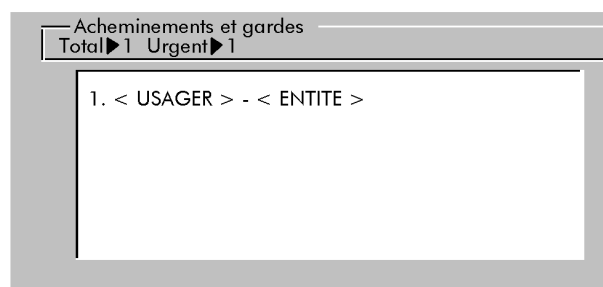 Acheminements et gardes
Total▶1 Urgent▶1
1. < USAGER > - < ENTITE >